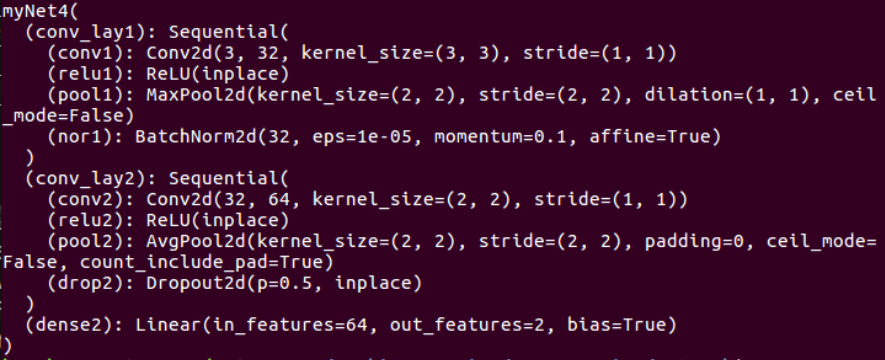 myNet4(
  (conv_lay1): Sequential(
    (conv1): Conv2d(3, 32, kernel_size=(3, 3), stride=(1, 1))
    (relu1): ReLU(inplace)
    (pool1): MaxPool2d(kernel_size=(2, 2), stride=(2, 2), dilation=(1, 1), ceil
_mode=False)
    (nor1): BatchNorm2d(32, eps=1e-05, momentum=0.1, affine=True)
  )
  (conv_lay2): Sequential(
    (conv2): Conv2d(32, 64, kernel_size=(2, 2), stride=(1, 1))
    (relu2): ReLU(inplace)
    (pool2): AvgPool2d(kernel_size=(2, 2), stride=(2, 2), padding=0, ceil_mode=
False, count_include_pad=True)
    (drop2): Dropout2d(p=0.5, inplace)
  )
  (dense2): Linear(in_features=64, out_features=2, bias=True)
)